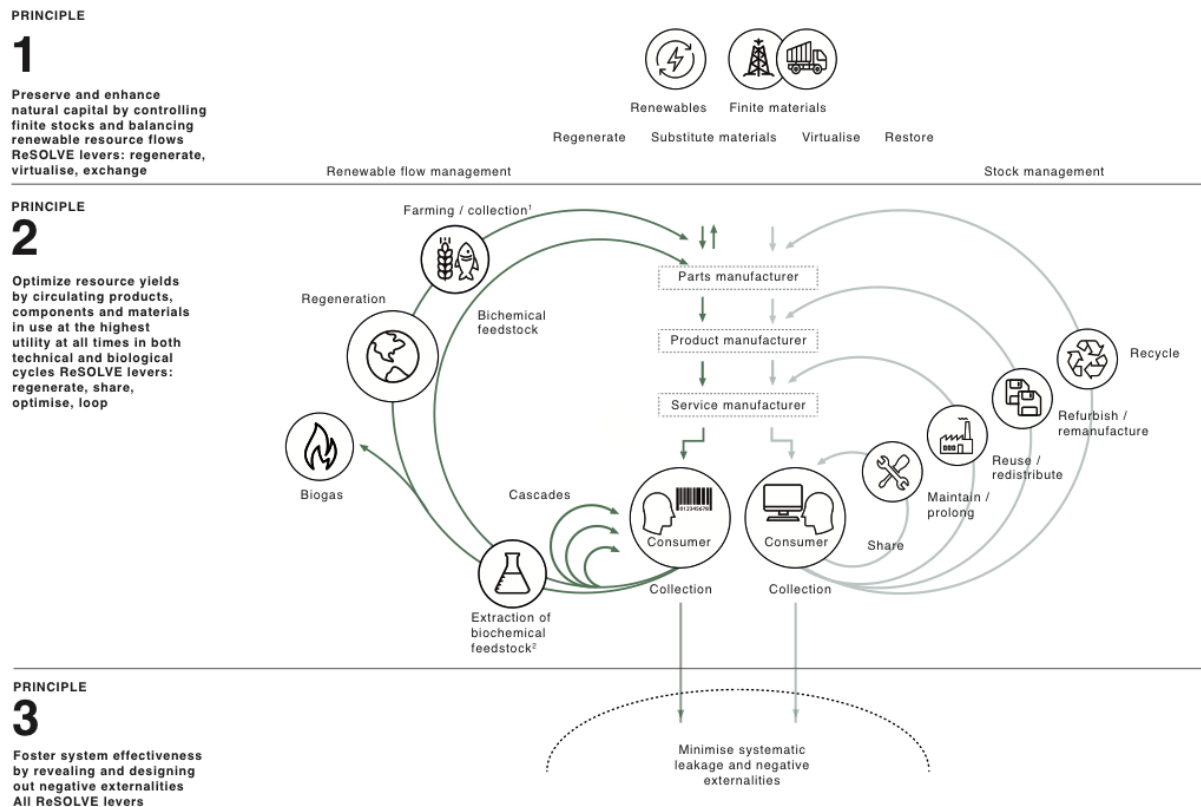 PRINCIPLE
1
Preserve and enhance
natural capital by controlling
finite stocks and balancing
renewable resource flows
ReSOLVE levers: regenerate,
virtualise, exchange
Renewables
Finite materials
Regenerate
Substitute materials
Virtualise
Restore
Renewable flow management
Stock management
PRINCIPLE
2
Optimize resource yields
by circulating products,
components and materials
in use at the highest
utility at all times in both
technical and biological
cycles ReSOLVE levers:
regenerate, share,
optimise, loop
Farming / collection¹
Regeneration
Bichemical
feedstock
Biogas
Cascades
Extraction of
biochemical
feedstock²
Parts manufacturer
Product manufacturer
Service manufacturer
012345678
Consumer
Consumer
Collection
Collection
Share
Maintain /
prolong
Reuse /
redistribute
Refurbish /
remanufacture
Recycle
PRINCIPLE
3
Foster system effectiveness
by revealing and designing
out negative externalities
All ReSOLVE levers
Minimise systematic
leakage and negative
externalities